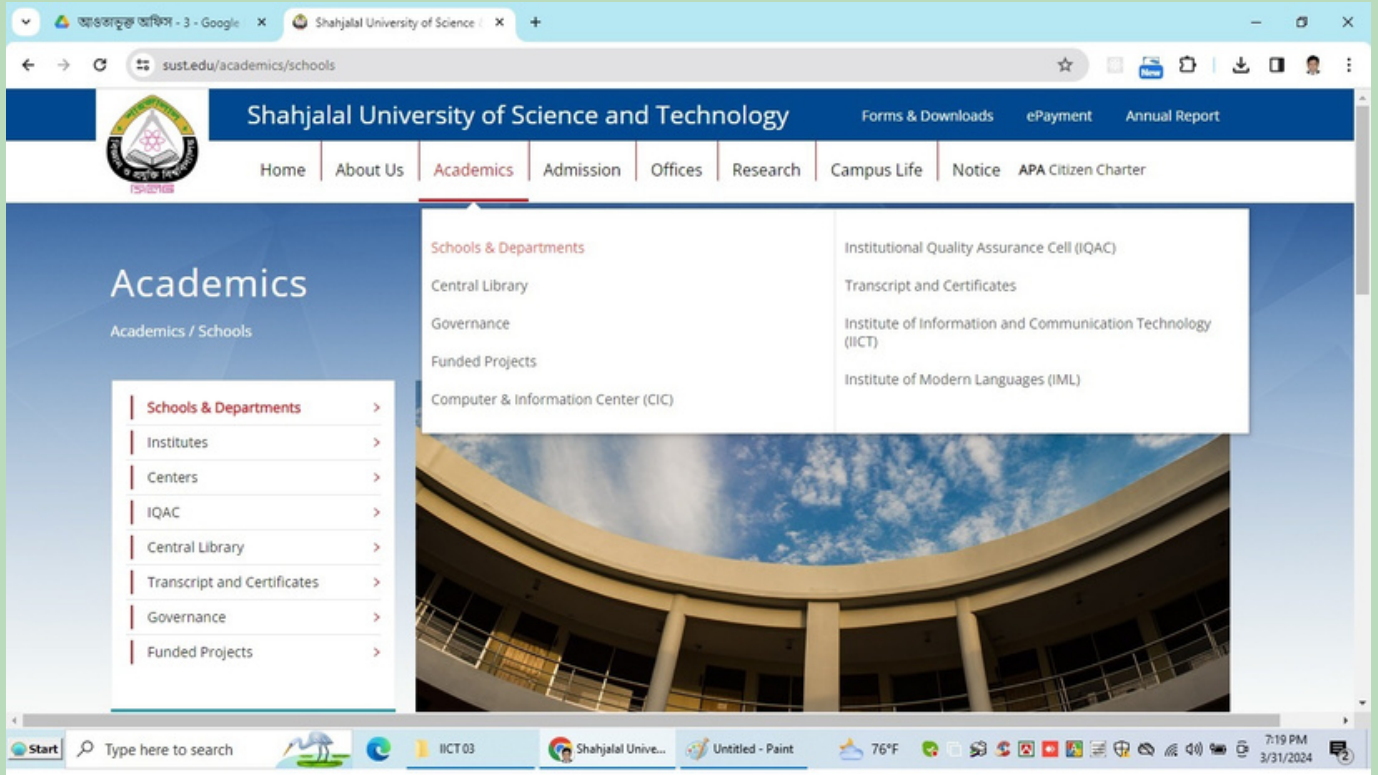 আওতাভুক্ত অফিস - 3 - Google
Shahjalal University of Science
sust.edu/academics/schools
New
Shahjalal University of Science and Technology
Forms & Downloads ePayment Annual Report
Home About Us Academics Admission Offices Research Campus Life Notice APA Citizen Charter
Schools & Departments
Central Library
Governance
Funded Projects
Computer & Information Center (CIC)
Institutional Quality Assurance Cell (IQAC)
Transcript and Certificates
Institute of Information and Communication Technology
(IICT)
Institute of Modern Languages (IML)
Academics
Academics / Schools
Schools & Departments
Institutes
Centers
IQAC
Central Library
Transcript and Certificates
Governance
Funded Projects
Start Type here to search IICT 03 Shahjalal Unive... Untitled - Paint 76°F 7:19 PM
3/31/2024 2